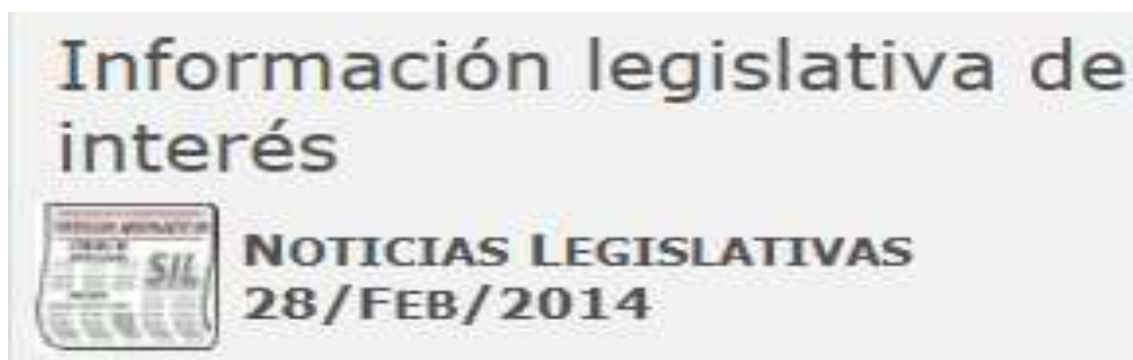 Información legislativa de
interés
SIL
NOTICIAS LEGISLATIVAS
28/FEB/2014